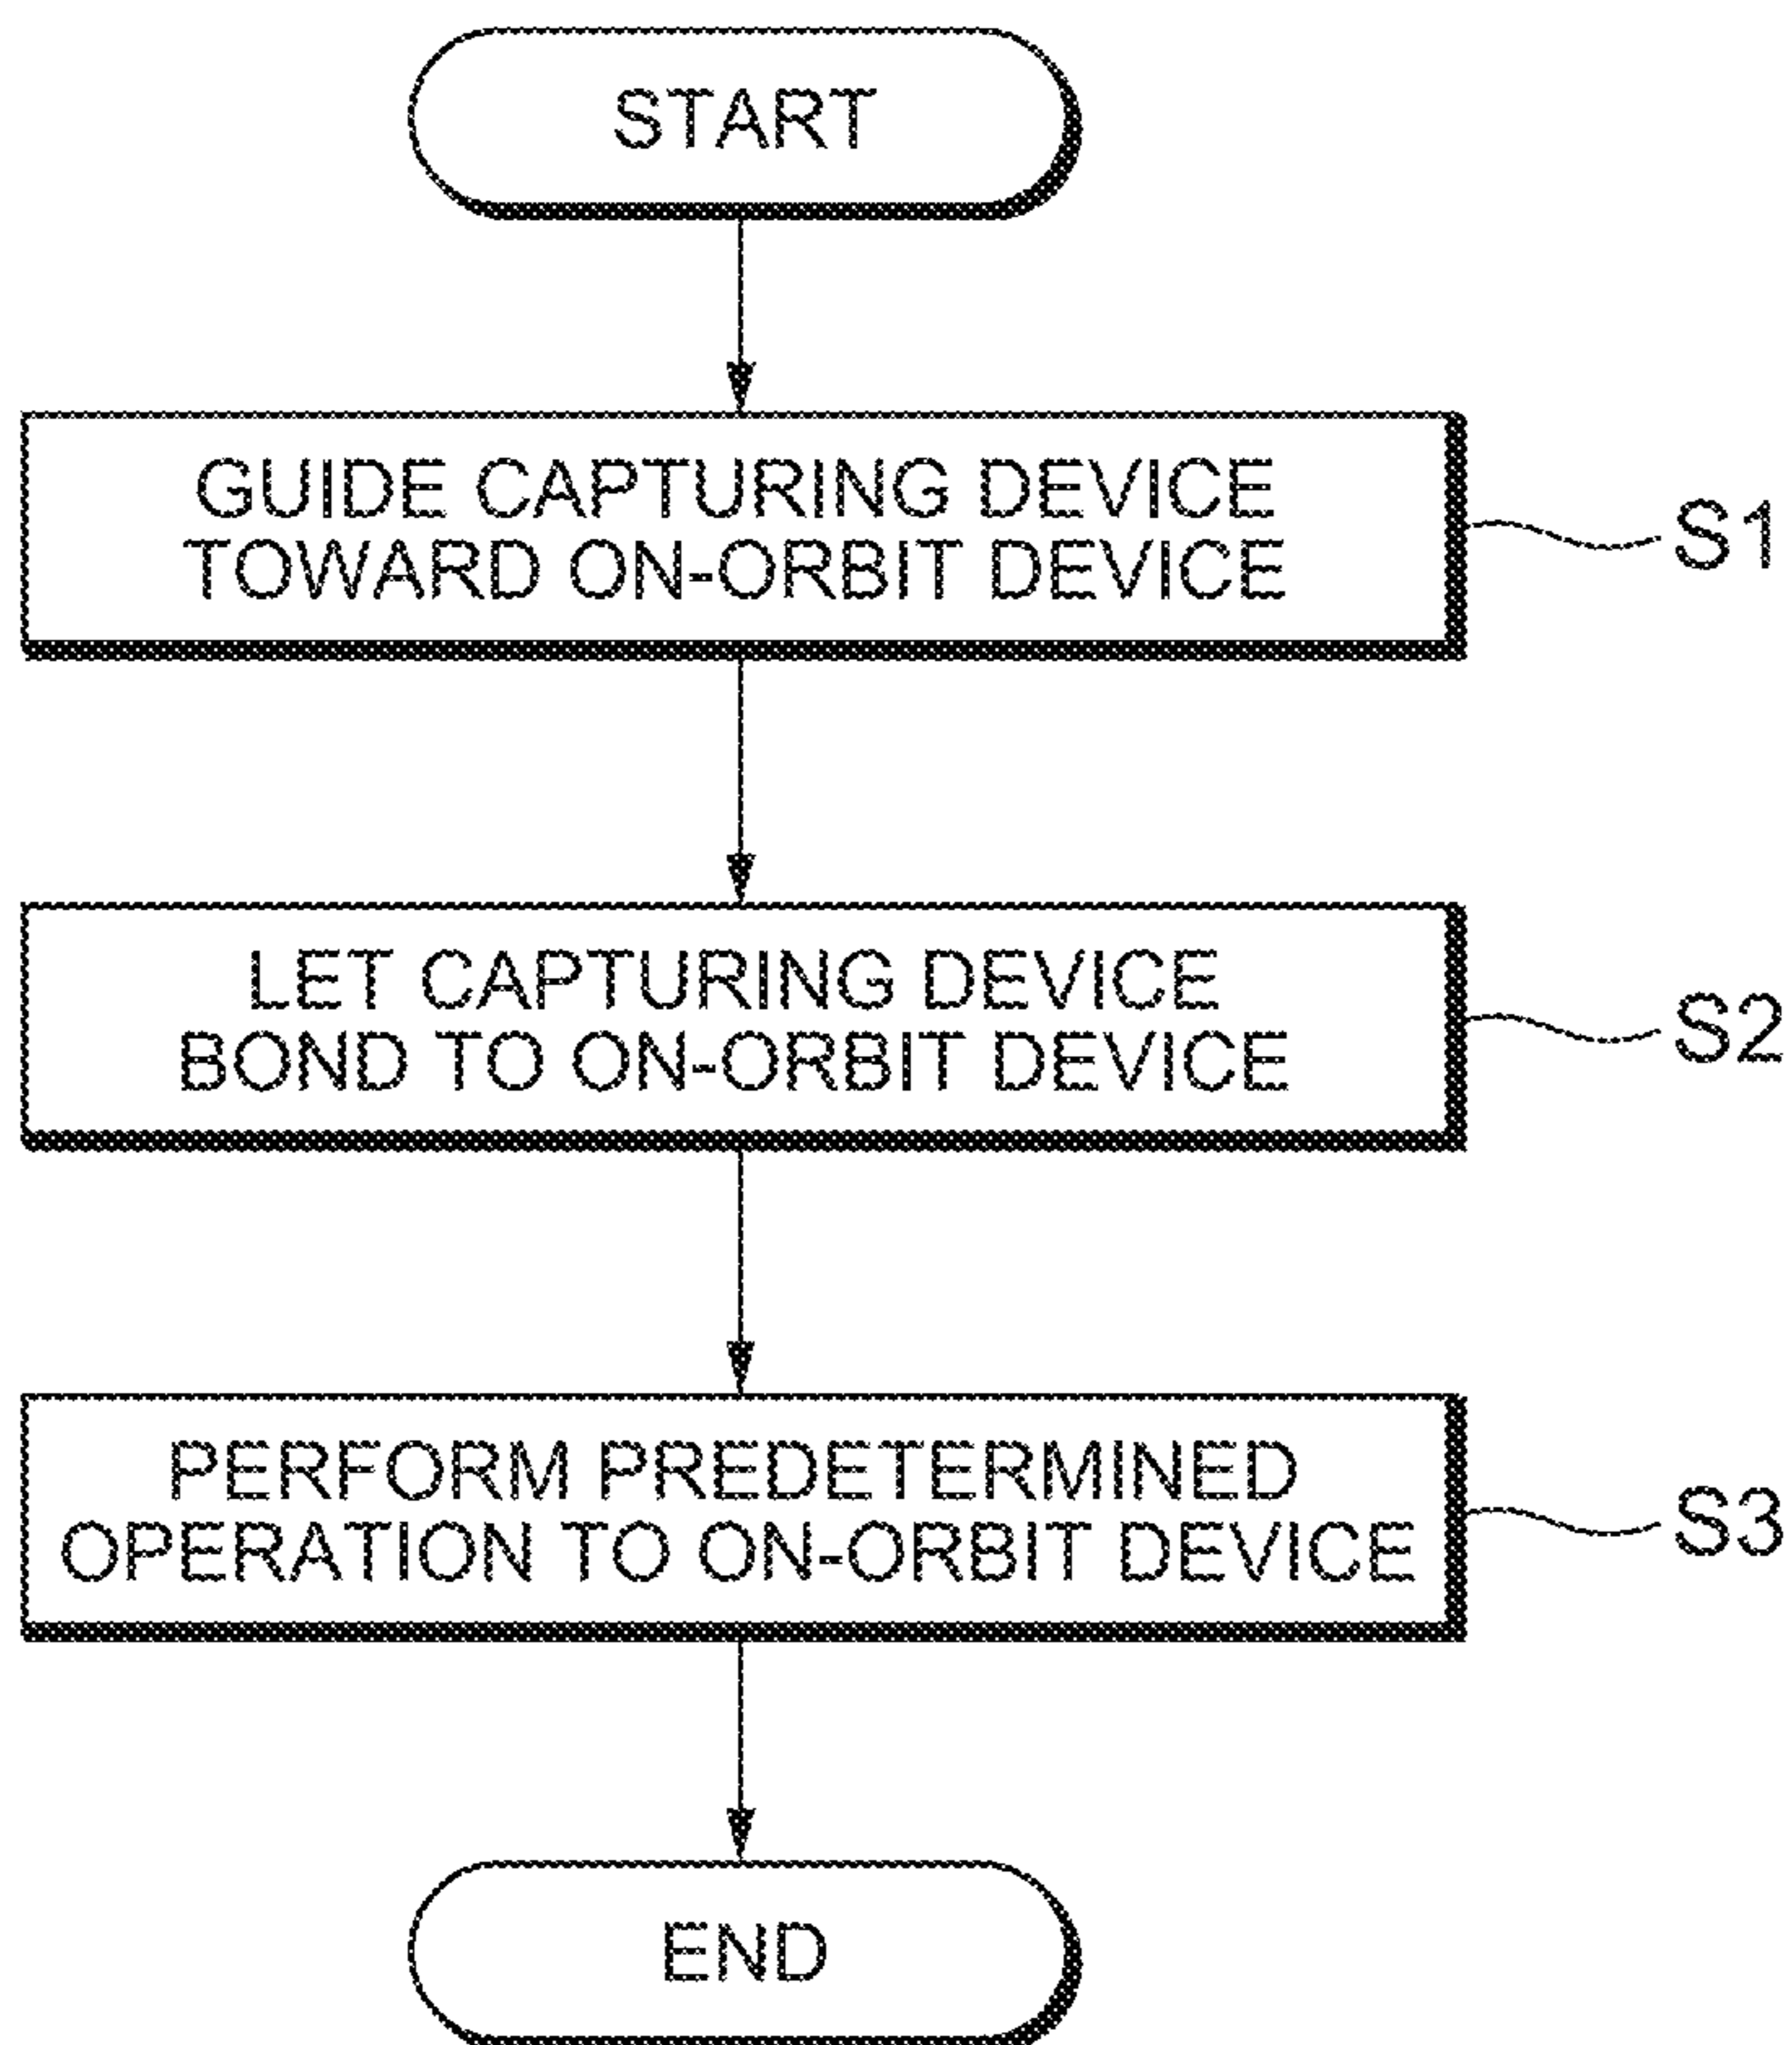 START
GUIDE CAPTURING DEVICE
TOWARD ON-ORBIT DEVICE
S1
LET CAPTURING DEVICE
BOND TO ON-ORBIT DEVICE
S2
PERFORM PREDETERMINED
OPERATION TO ON-ORBIT DEVICE
S3
END